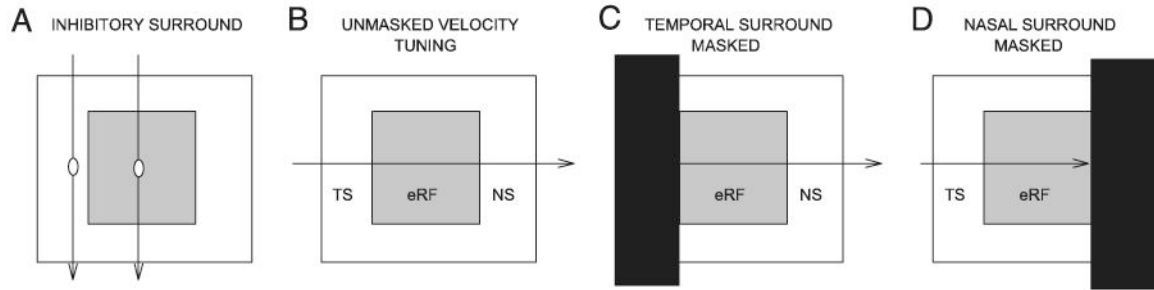 A INHIBITORY SURROUND
B UNMASKED VELOCITY
TUNING
TS eRF NS
C TEMPORAL SURROUND
MASKED
eRF NS
D NASAL SURROUND
MASKED
TS eRF